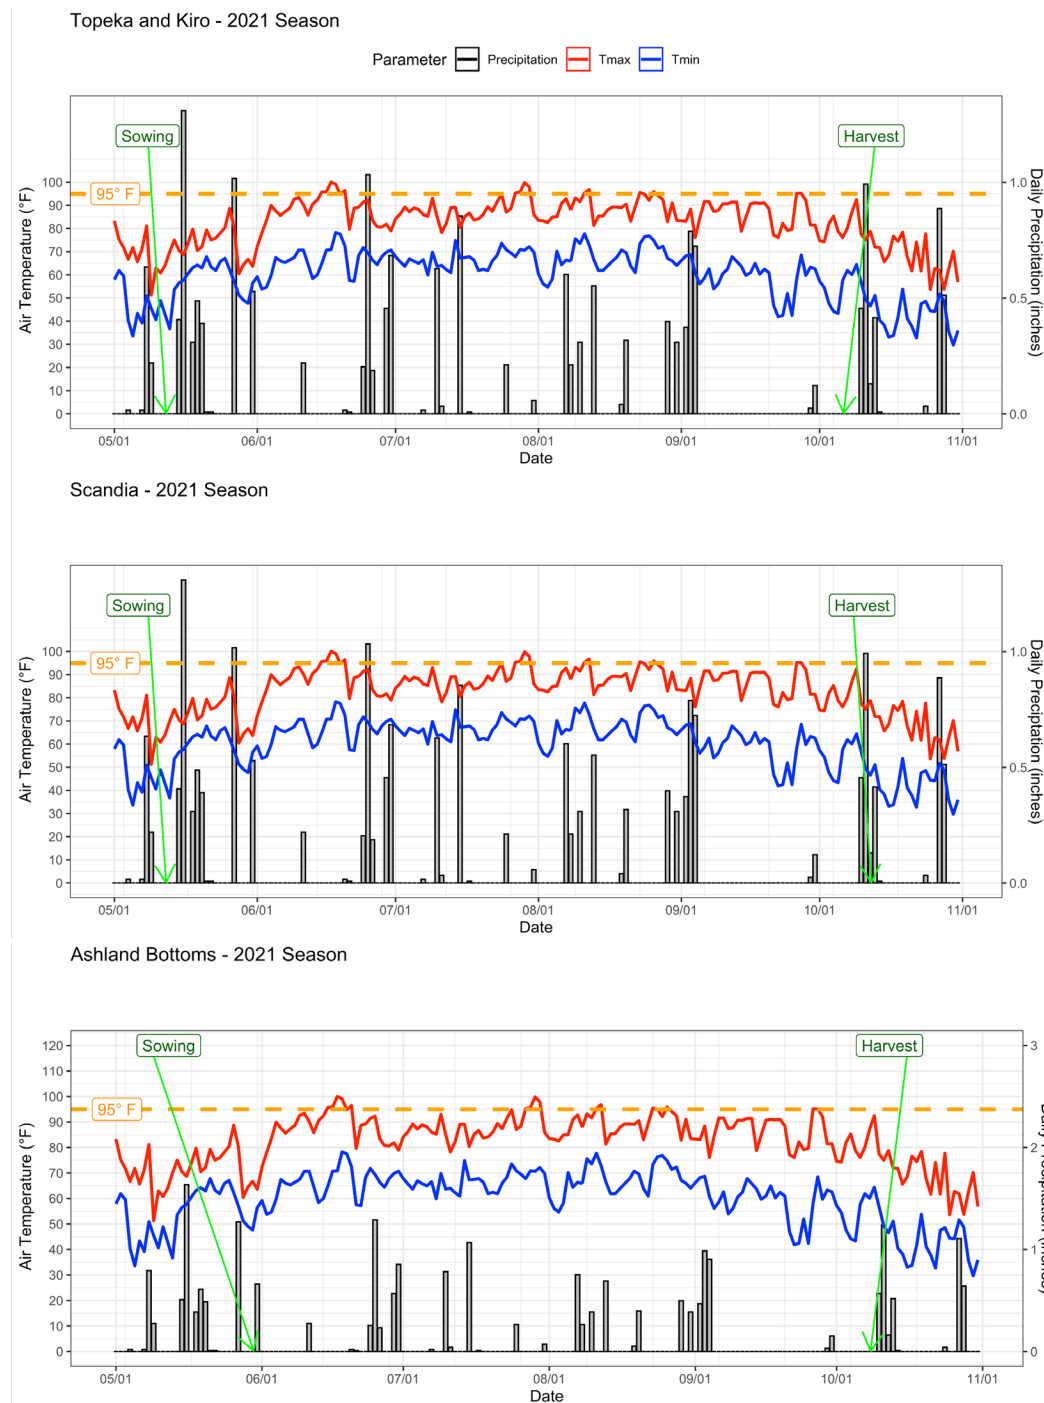 Topeka and Kiro - 2021 Season
Parameter Precipitation Tmax Tmin
Sowing Harvest
95° F
100
90
80
70
60
50
40
30
20
10
0
Air Temperature (°F)
1.0
0.5
0.0
Daily Precipitation (inches)
05/01 06/01 07/01 08/01 09/01 10/01 11/01
Date
Scandia - 2021 Season
Sowing Harvest
95° F
100
90
80
70
60
50
40
30
20
10
0
Air Temperature (°F)
1.0
0.5
0.0
Daily Precipitation (inches)
05/01 06/01 07/01 08/01 09/01 10/01 11/01
Date
Ashland Bottoms - 2021 Season
Sowing Harvest
95° F
120
110
100
90
80
70
60
50
40
30
20
10
0
Air Temperature (°F)
3
2
1
0
05/01 06/01 07/01 08/01 09/01 10/01 11/01
Date